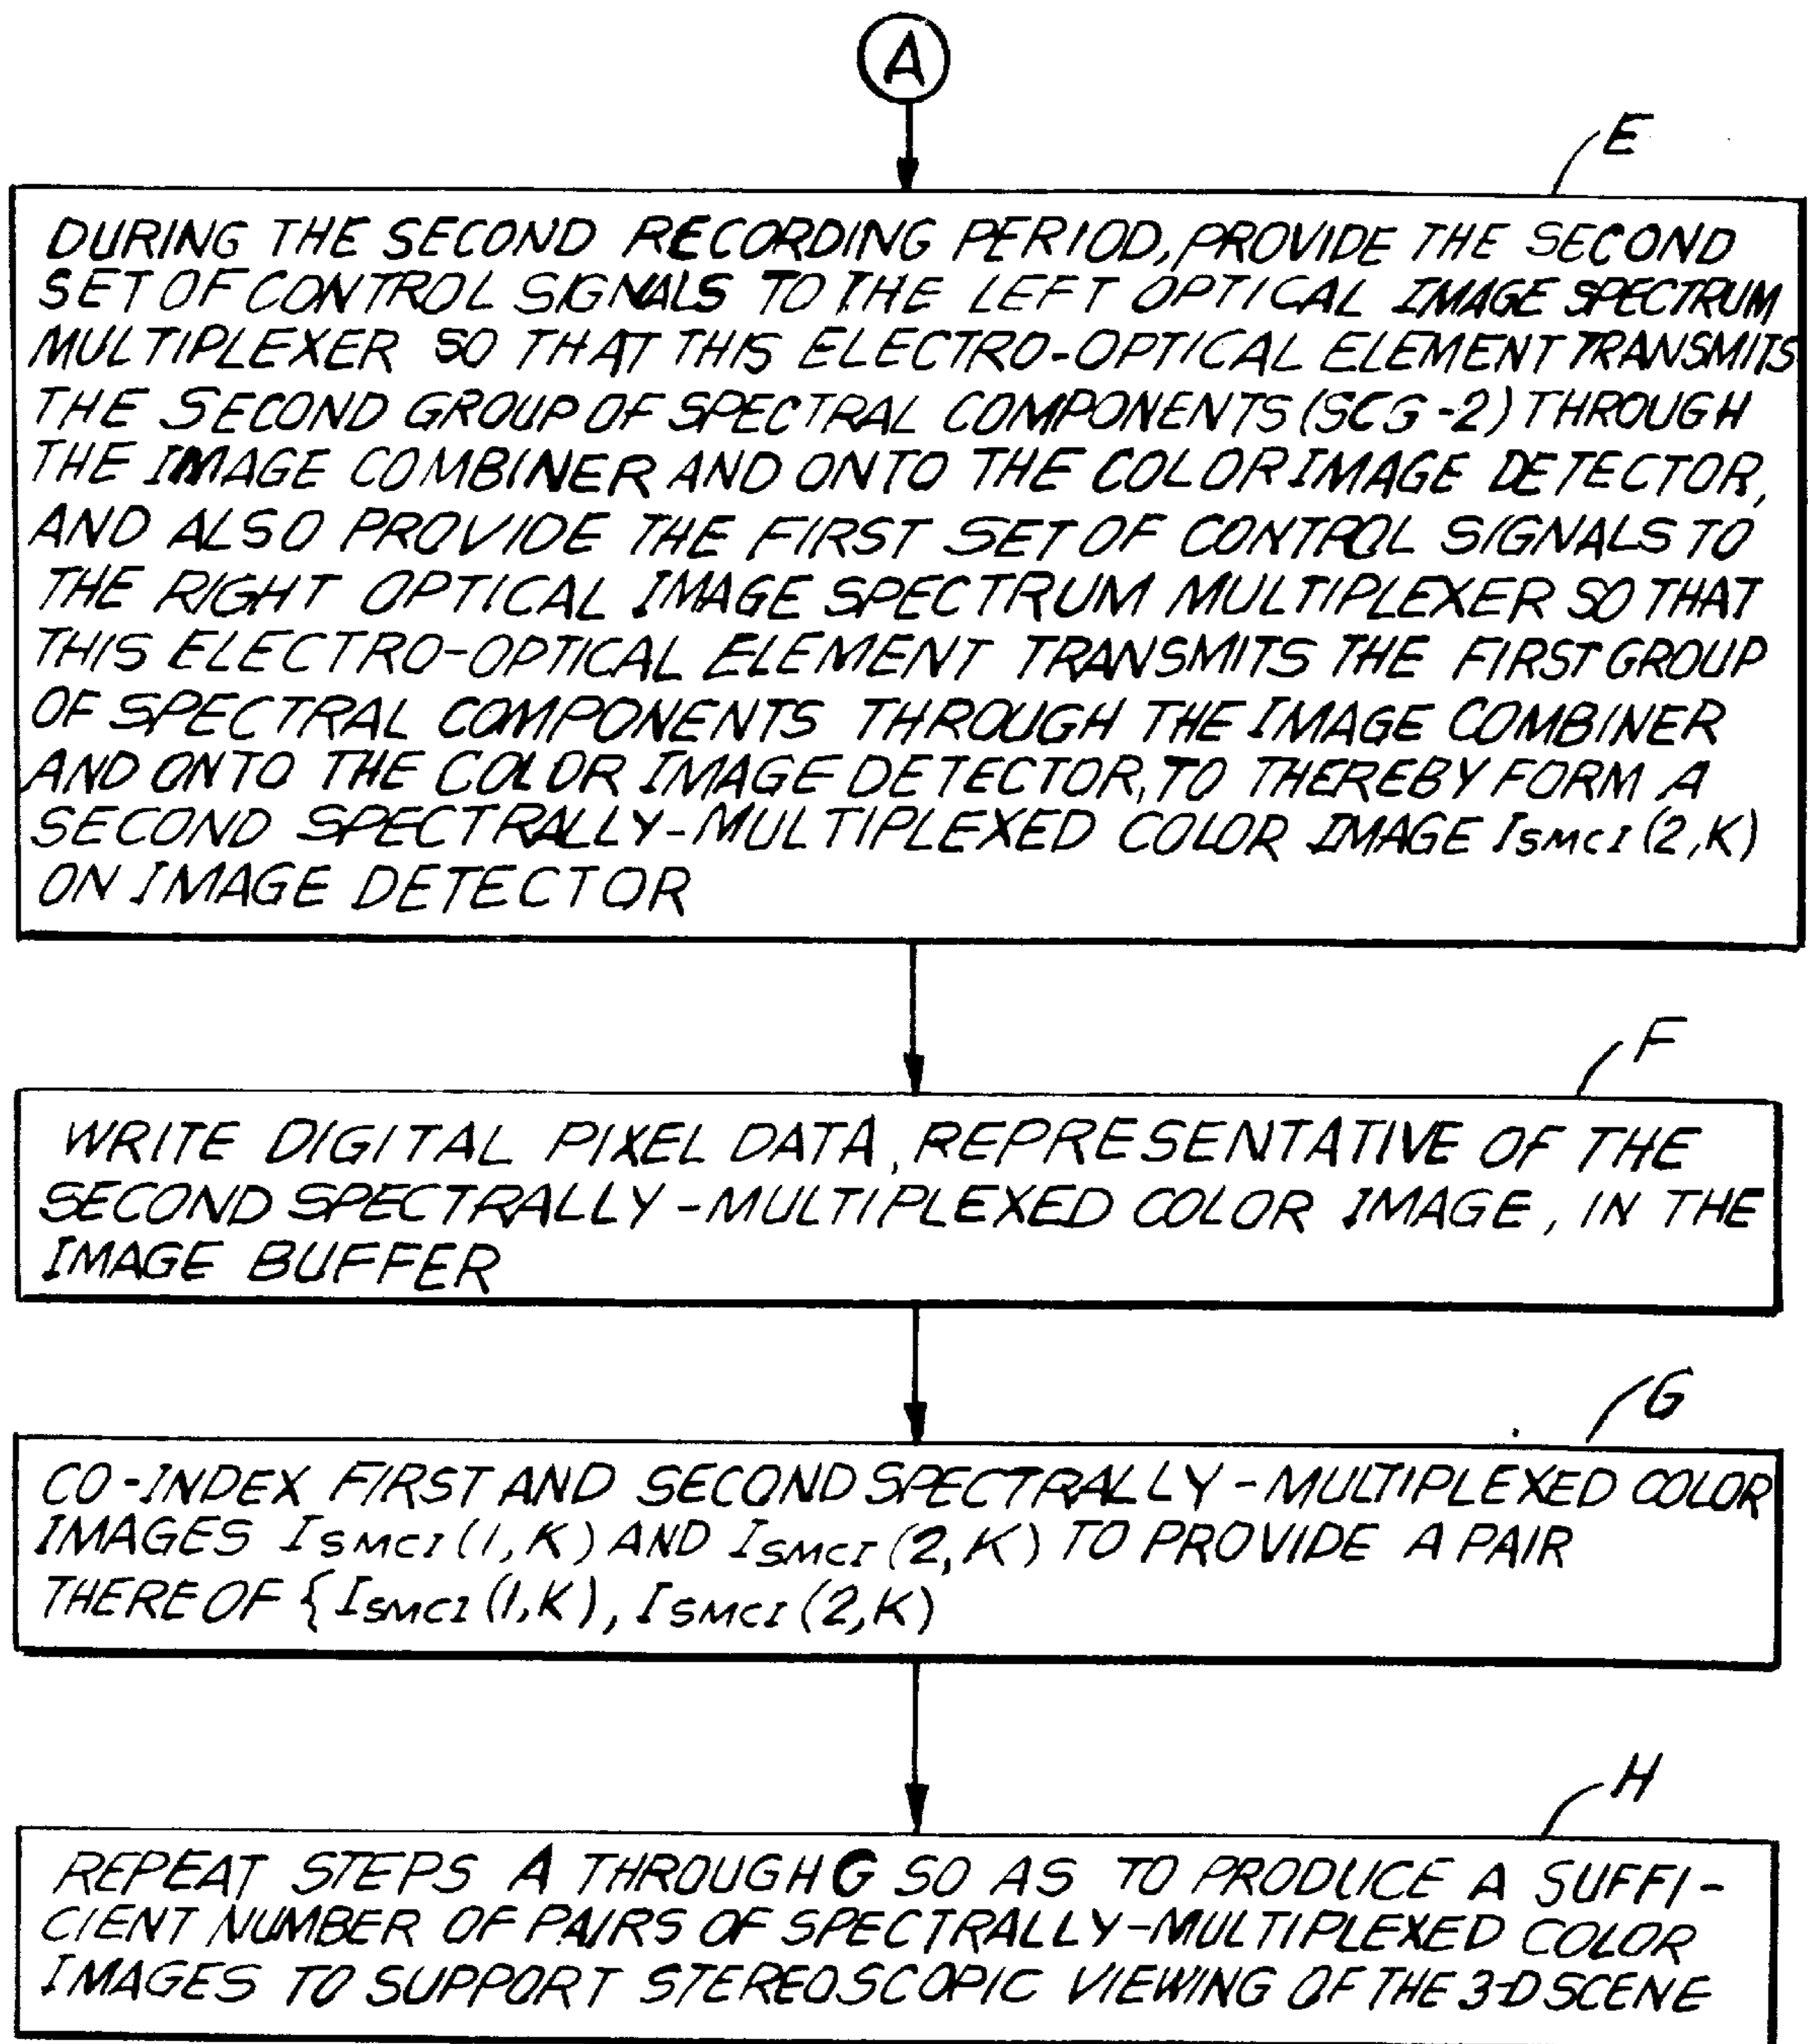 A
E
DURING THE SECOND RECORDING PERIOD, PROVIDE THE SECOND
SET OF CONTROL SIGNALS TO THE LEFT OPTICAL IMAGE SPECTRUM
MULTIPLEXER SO THAT THIS ELECTRO-OPTICAL ELEMENT TRANSMITS
THE SECOND GROUP OF SPECTRAL COMPONENTS (SCG-2) THROUGH
THE IMAGE COMBINER AND ONTO THE COLOR IMAGE DETECTOR,
AND ALSO PROVIDE THE FIRST SET OF CONTROL SIGNALS TO
THE RIGHT OPTICAL IMAGE SPECTRUM MULTIPLEXER SO THAT
THIS ELECTRO-OPTICAL ELEMENT TRANSMITS THE FIRST GROUP
OF SPECTRAL COMPONENTS THROUGH THE IMAGE COMBINER
AND ONTO THE COLOR IMAGE DETECTOR, TO THEREBY FORM A
SECOND SPECTRALLY-MULTIPLEXED COLOR IMAGE ISMCI (2,K)
ON IMAGE DETECTOR
F
WRITE DIGITAL PIXEL DATA, REPRESENTATIVE OF THE
SECOND SPECTRALLY-MULTIPLEXED COLOR IMAGE, IN THE
IMAGE BUFFER
G
CO-INDEX FIRST AND SECOND SPECTRALLY-MULTIPLEXED COLOR
IMAGES ISMCI (1,K) AND ISMCI (2,K) TO PROVIDE A PAIR
THERE OF {ISMCI (1,K), ISMCI (2,K)
H
REPEAT STEPS A THROUGH G SO AS TO PRODUCE A SUFFI-
CIENT NUMBER OF PAIRS OF SPECTRALLY-MULTIPLEXED COLOR
IMAGES TO SUPPORT STEREOSCOPIC VIEWING OF THE 3-D SCENE